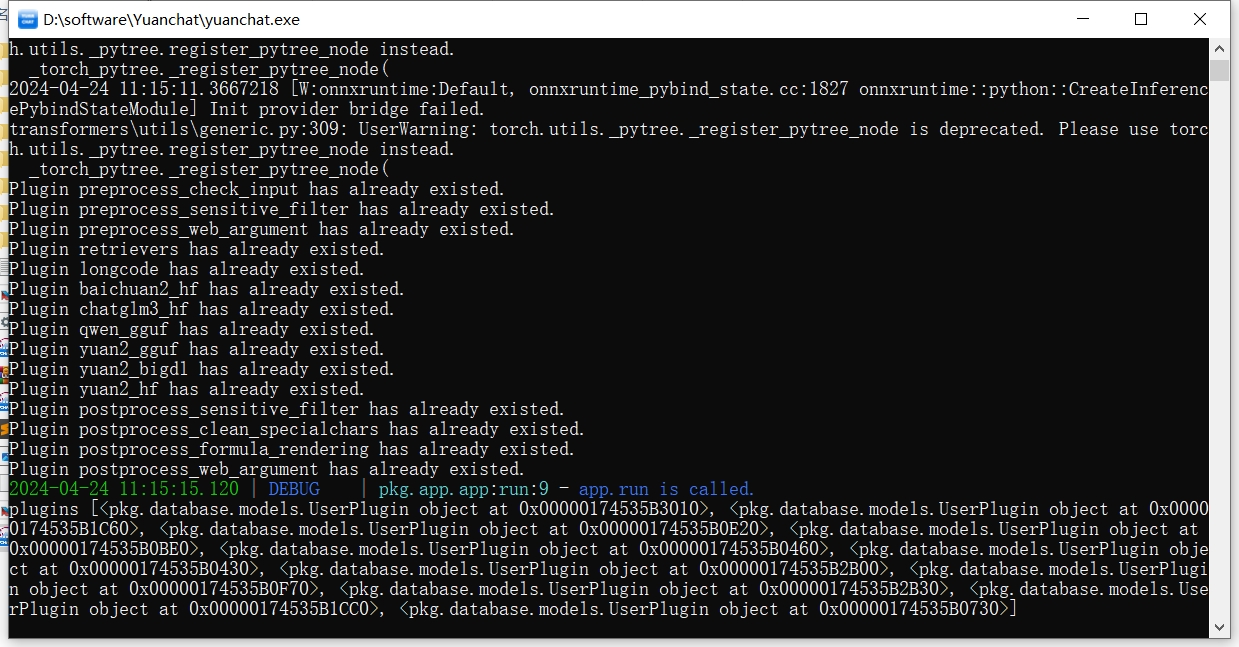 D:\software\Yuanchat\yuanchat.exe
h.utils._pytree.register_pytree_node instead.
_torch_pytree._register_pytree_node(
2024-04-24 11:15:11.3667218 [W:onnxruntime:Default, onnxruntime_pybind_state.cc:1827 onnxruntime::python::CreateInferenc
ePybindStateModule] Init provider bridge failed.
transformers\utils\generic.py:309: UserWarning: torch.utils._pytree._register_pytree_node is deprecated. Please use torc
h.utils._pytree.register_pytree_node instead.
_torch_pytree._register_pytree_node(
Plugin preprocess_check_input has already existed.
Plugin preprocess_sensitive_filter has already existed.
Plugin preprocess_web_argument has already existed.
Plugin retrievers has already existed.
Plugin longcode has already existed.
Plugin baichuan2_hf has already existed.
Plugin chatglm3_hf has already existed.
Plugin qwen_gguf has already existed.
Plugin yuan2_gguf has already existed.
Plugin yuan2_bigdl has already existed.
Plugin yuan2_hf has already existed.
Plugin postprocess_sensitive_filter has already existed.
Plugin postprocess_clean_specialchars has already existed.
Plugin postprocess_formula_rendering has already existed.
Plugin postprocess_web_argument has already existed.
2024-04-24 11:15:15.120 | DEBUG    | pkg.app.app:run:9 - app.run is called.
plugins [<pkg.database.models.UserPlugin object at 0x00000174535B3010>, <pkg.database.models.UserPlugin object at 0x0000
0174535B1C60>, <pkg.database.models.UserPlugin object at 0x00000174535B0E20>, <pkg.database.models.UserPlugin object at
0x00000174535B0BE0>, <pkg.database.models.UserPlugin object at 0x00000174535B0460>, <pkg.database.models.UserPlugin obje
ct at 0x00000174535B0430>, <pkg.database.models.UserPlugin object at 0x00000174535B2B00>, <pkg.database.models.UserPlugi
n object at 0x00000174535B0F70>, <pkg.database.models.UserPlugin object at 0x00000174535B2B30>, <pkg.database.models.Use
rPlugin object at 0x00000174535B1CC0>, <pkg.database.models.UserPlugin object at 0x00000174535B0730>]